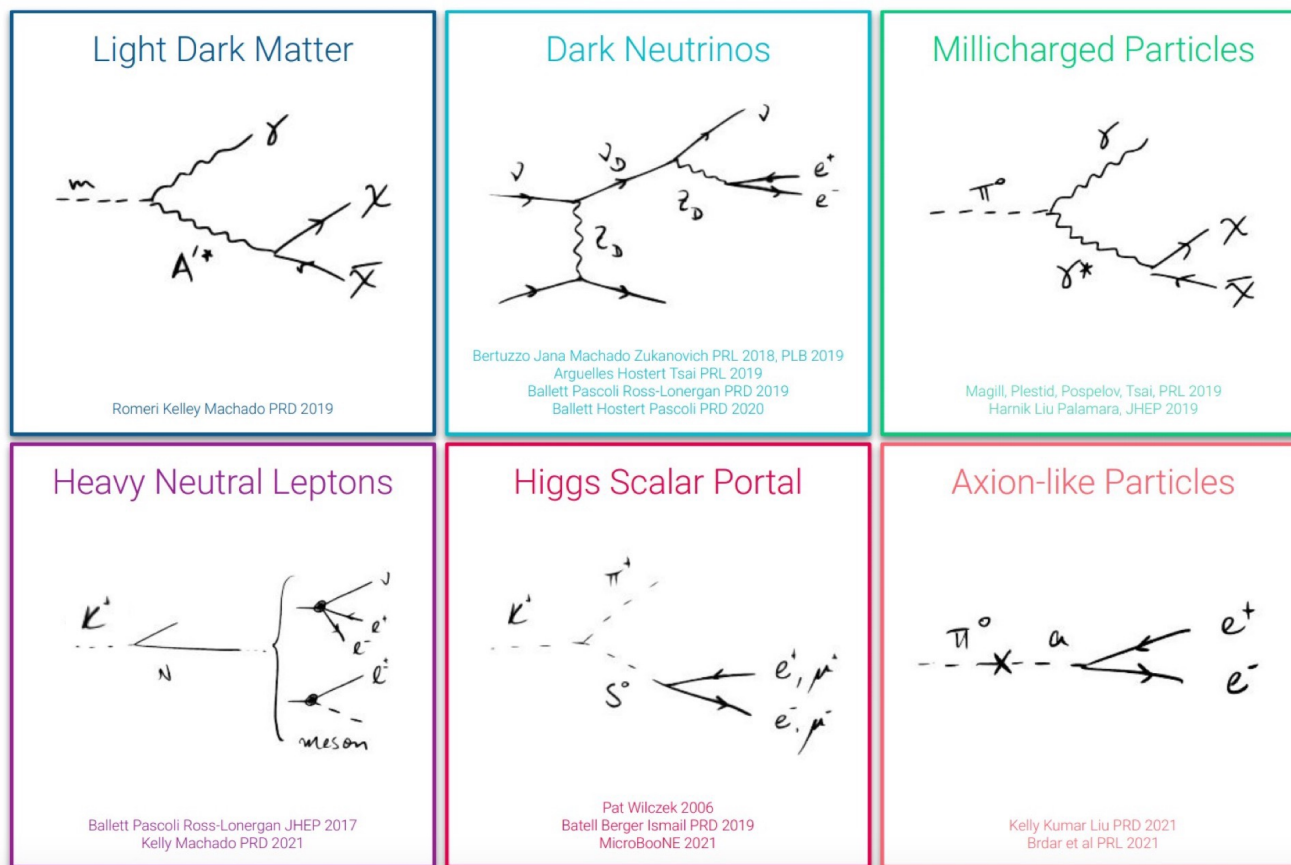 Light Dark Matter
m
γ
A'*
χ
χ̅
Romeri Kelley Machado PRD 2019
Dark Neutrinos
ν
ν_D
ν
Z_D
Z_D
e⁺
e⁻
Bertuzzo Jana Machado Zukanovich PRL 2018, PLB 2019
Arguelles Hostert Tsai PRL 2019
Ballett Pascoli Ross-Lonergan PRD 2019
Ballett Hostert Pascoli PRD 2020
Millicharged Particles
π⁰
γ
γ*
χ
χ̅
Magill, Plestid, Pospelov, Tsai, PRL 2019
Harnik Liu Palamara, JHEP 2019
Heavy Neutral Leptons
K⁺
N
ν
e⁺
e⁻
ℓ±
meson
Ballett Pascoli Ross-Lonergan JHEP 2017
Kelly Machado PRD 2021
Higgs Scalar Portal
K⁺
π⁺
S⁰
e⁺, μ⁺
e⁻, μ⁻
Pat Wilczek 2006
Batell Berger Ismail PRD 2019
MicroBooNE 2021
Axion-like Particles
π⁰
a
e⁺
e⁻
Kelly Kumar Liu PRD 2021
Brdar et al PRL 2021